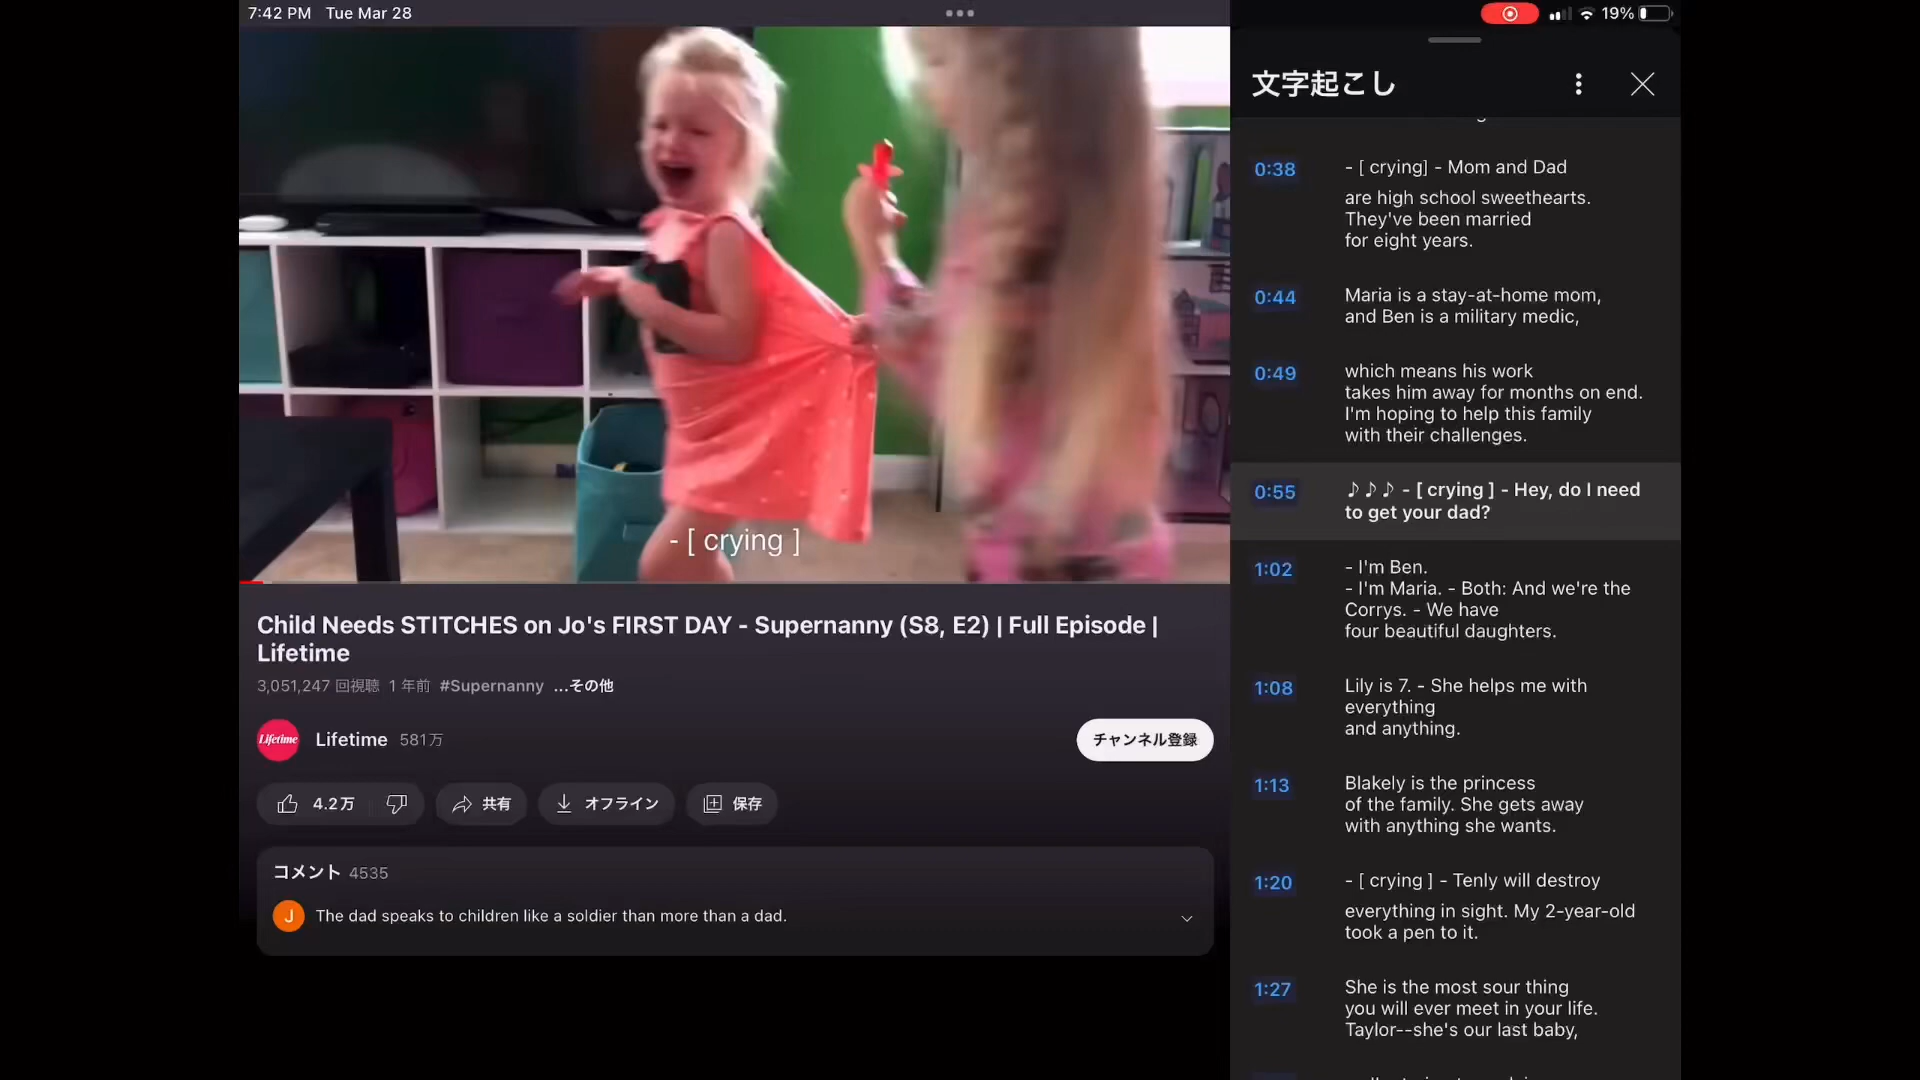 7:42 PM Tue Mar 28
19%
- [ crying ]
Child Needs STITCHES on Jo's FIRST DAY - Supernanny (S8, E2) | Full Episode |
Lifetime
3,051,247 回視聴 1 年前 #Supernanny ...その他
Lifetime
Lifetime 581万
チャンネル登録
4.2万
共有
オフライン
保存
コメント 4535
J
The dad speaks to children like a soldier than more than a dad.
文字起こし
0:38
- [ crying] - Mom and Dad
are high school sweethearts.
They've been married
for eight years.
0:44
Maria is a stay-at-home mom,
and Ben is a military medic,
0:49
which means his work
takes him away for months on end.
I'm hoping to help this family
with their challenges.
0:55
♪ ♪ ♪ - [ crying ] - Hey, do I need
to get your dad?
1:02
- I'm Ben.
- I'm Maria. - Both: And we're the
Corrys. - We have
four beautiful daughters.
1:08
Lily is 7. - She helps me with
everything
and anything.
1:13
Blakely is the princess
of the family. She gets away
with anything she wants.
1:20
- [ crying ] - Tenly will destroy
everything in sight. My 2-year-old
took a pen to it.
1:27
She is the most sour thing
you will ever meet in your life.
Taylor--she's our last baby,